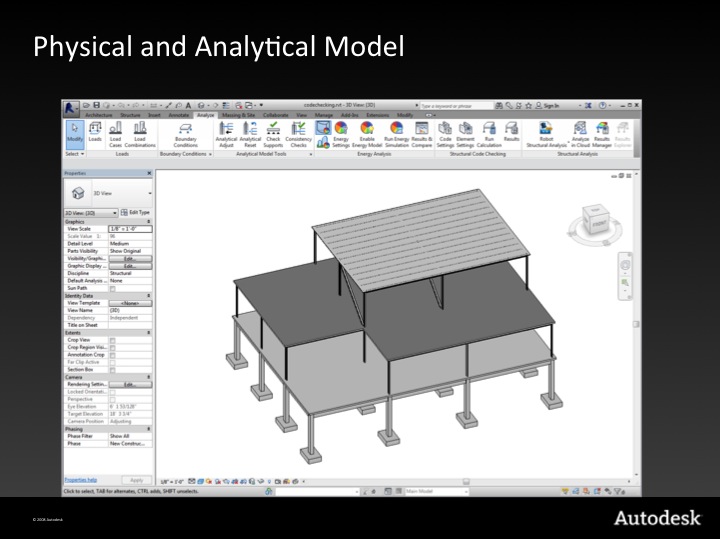 Physical and Analytical Model
codechecking.rvt - 3D View: {3D}
Type a keyword or phrase
Sign In
Architecture Structure Insert Annotate Analyze Massing & Site Collaborate View Manage Add-Ins Extensions Modify
Modify
Loads
Load Cases
Load Combinations
Boundary Conditions
Analytical Adjust
Analytical Reset
Check Supports
Consistency Checks
Energy Settings
Enable Energy Model
Run Energy Simulation
Results & Compare
Code Settings
Element Settings
Run Calculation
Results
Robot Structural Analysis
Analyze in Cloud
Results Manager
Results Explorer
Select
Loads
Boundary Conditions
Analytical Model Tools
Energy Analysis
Structural Code Checking
Structural Analysis
Properties
3D View
3D View: {3D} Edit Type
Graphics
View Scale 1/8" = 1'-0"
Scale Value 1: 96
Detail Level Medium
Parts Visibility Show Original
Visibility/Graphi... Edit...
Graphic Display ... Edit...
Discipline Structural
Default Analysis ... None
Sun Path
Identity Data
View Template <None>
View Name {3D}
Dependency Independent
Title on Sheet
Extents
Crop View
Crop Region Visi...
Annotation Crop
Far Clip Active
Section Box
Camera
Rendering Settin... Edit...
Locked Orientati...
Perspective
Eye Elevation
Target Elevation
Camera Position Adjusting
Phasing
Phase Filter Show All
Phase New Construc...
Properties help Apply
1/8" = 1'-0"
Click to select, TAB for alternates, CTRL adds, SHIFT unselects.
Main Model
© 2008 Autodesk
Autodesk